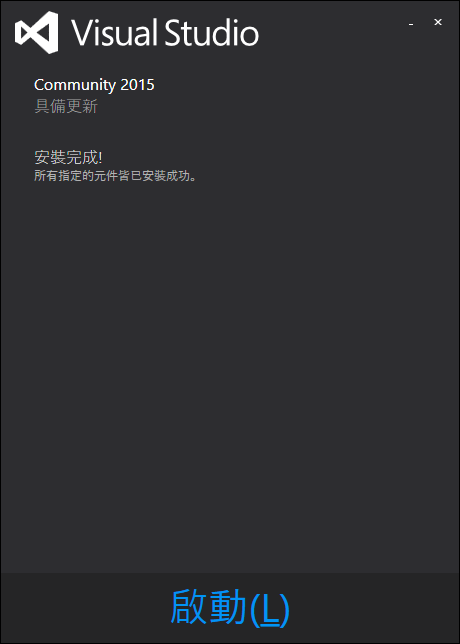 Visual Studio
Community 2015
具備更新
安裝完成!
所有指定的元件皆已安裝成功。
啟動(L)